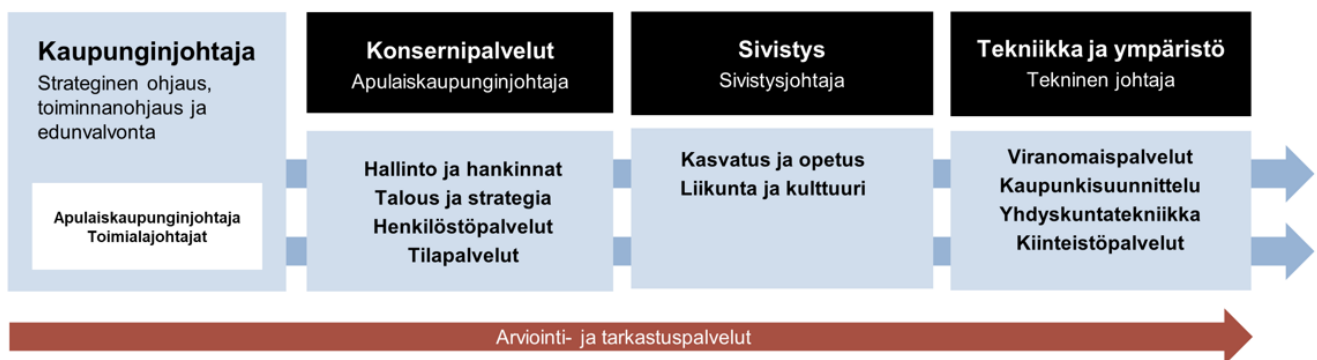 Kaupunginjohtaja
Strateginen ohjaus,
toiminnanohjaus ja
edunvalvonta
Apulaiskaupunginjohtaja
Toimialajohtajat
Konsernipalvelut
Apulaiskaupunginjohtaja
Hallinto ja hankinnat
Talous ja strategia
Henkilöstöpalvelut
Tilapalvelut
Sivistys
Sivistysjohtaja
Kasvatus ja opetus
Liikunta ja kulttuuri
Tekniikka ja ympäristö
Tekninen johtaja
Viranomaispalvelut
Kaupunkisuunnittelu
Yhdyskuntatekniikka
Kiinteistöpalvelut
Arviointi- ja tarkastuspalvelut